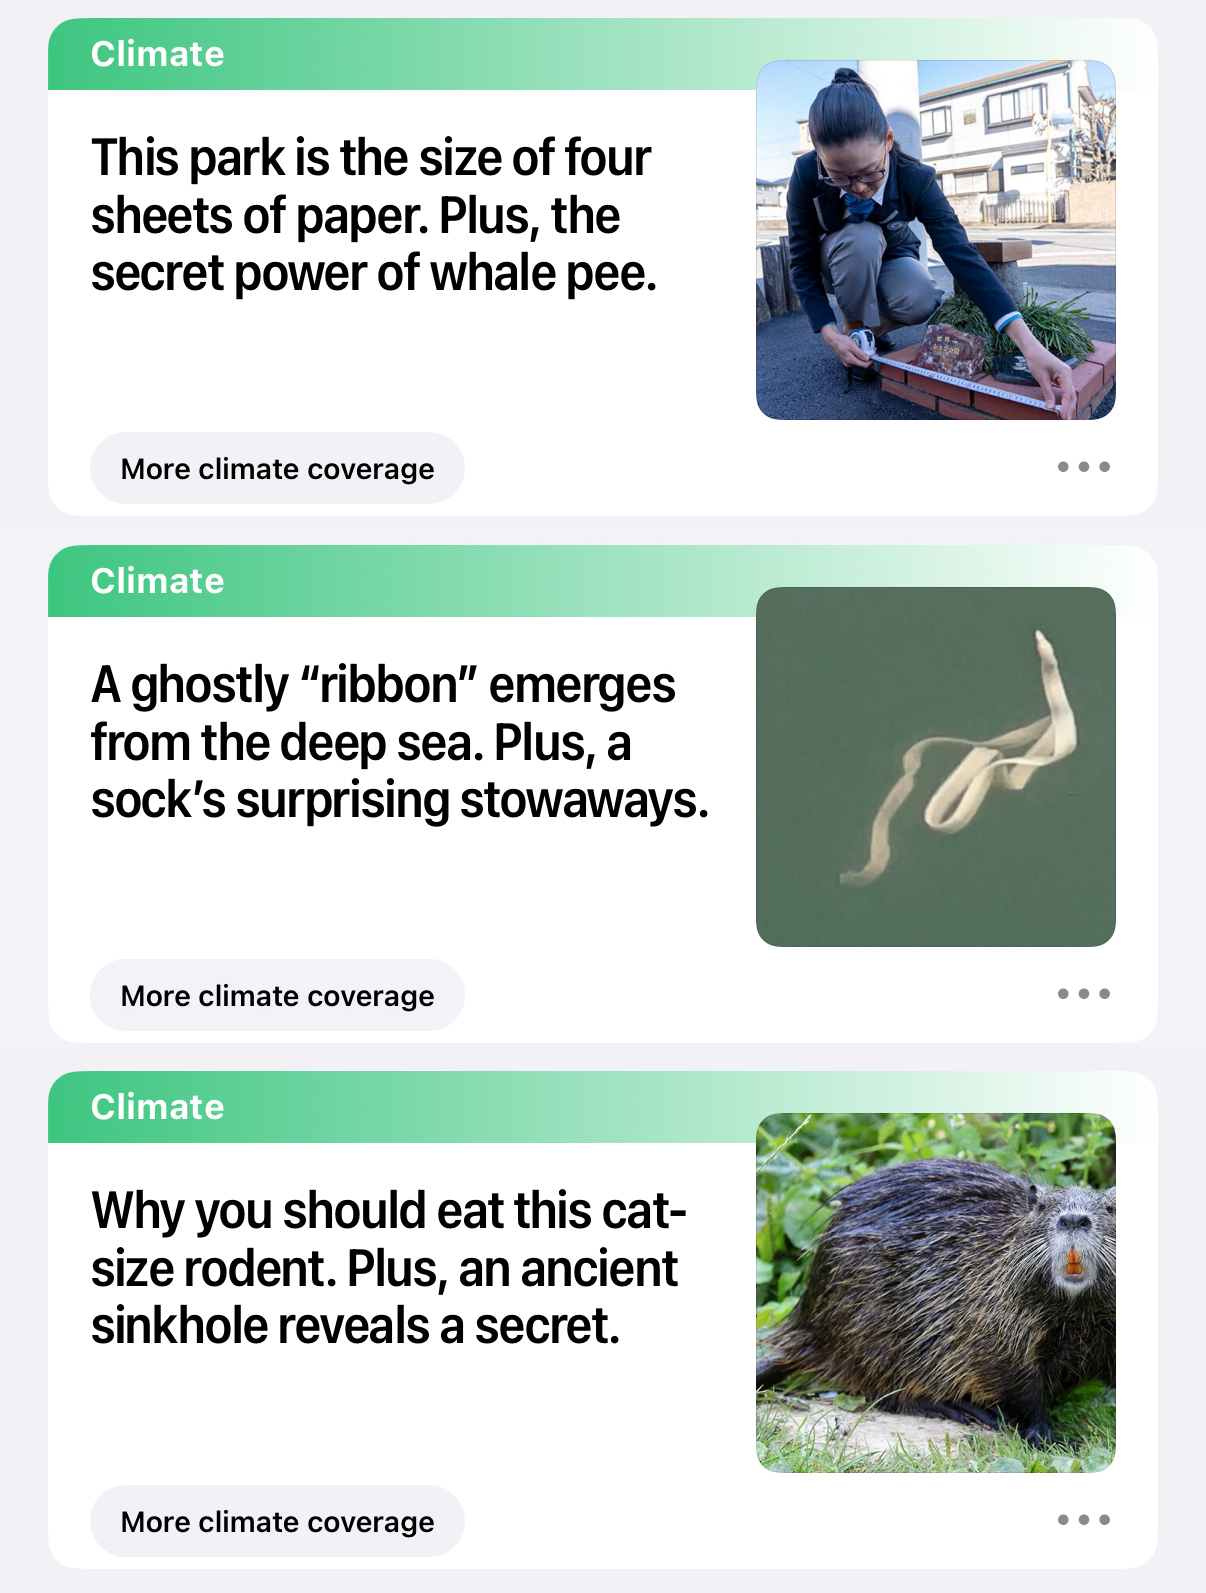 Climate
This park is the size of four
sheets of paper. Plus, the
secret power of whale pee.
More climate coverage
Climate
A ghostly “ribbon” emerges
from the deep sea. Plus, a
sock’s surprising stowaways.
More climate coverage
Climate
Why you should eat this cat-
size rodent. Plus, an ancient
sinkhole reveals a secret.
More climate coverage